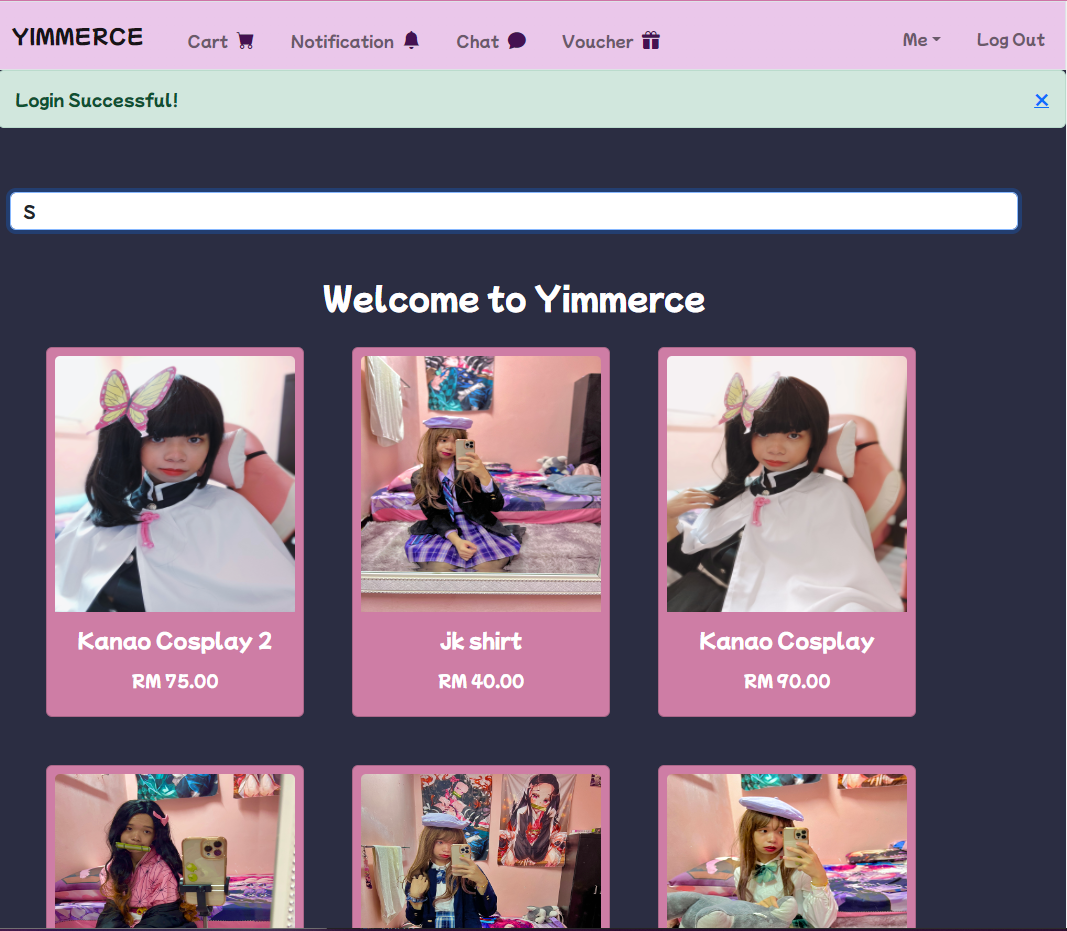 YIMMERCE Cart Notification Chat Voucher Me Log Out
Login Successful!
S
Welcome to Yimmerce
Kanao Cosplay 2
RM 75.00
jk shirt
RM 40.00
Kanao Cosplay
RM 90.00